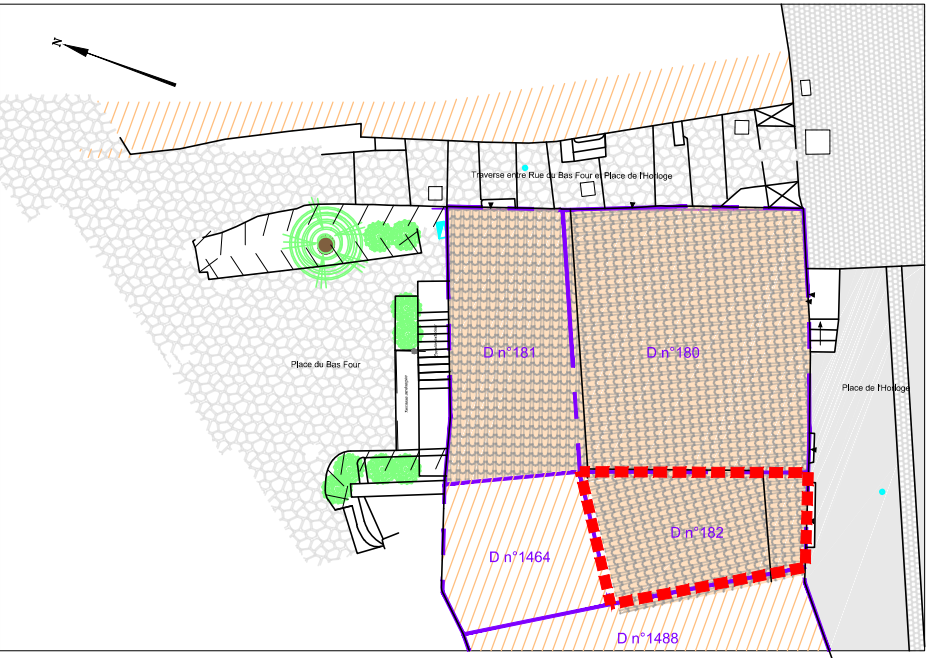 N
Traverse entre Rue du Bas Four et Place de l'Horloge
D n°181
D n°180
Place du Bas Four
Place de l'Horloge
D n°182
D n°1464
D n°1488